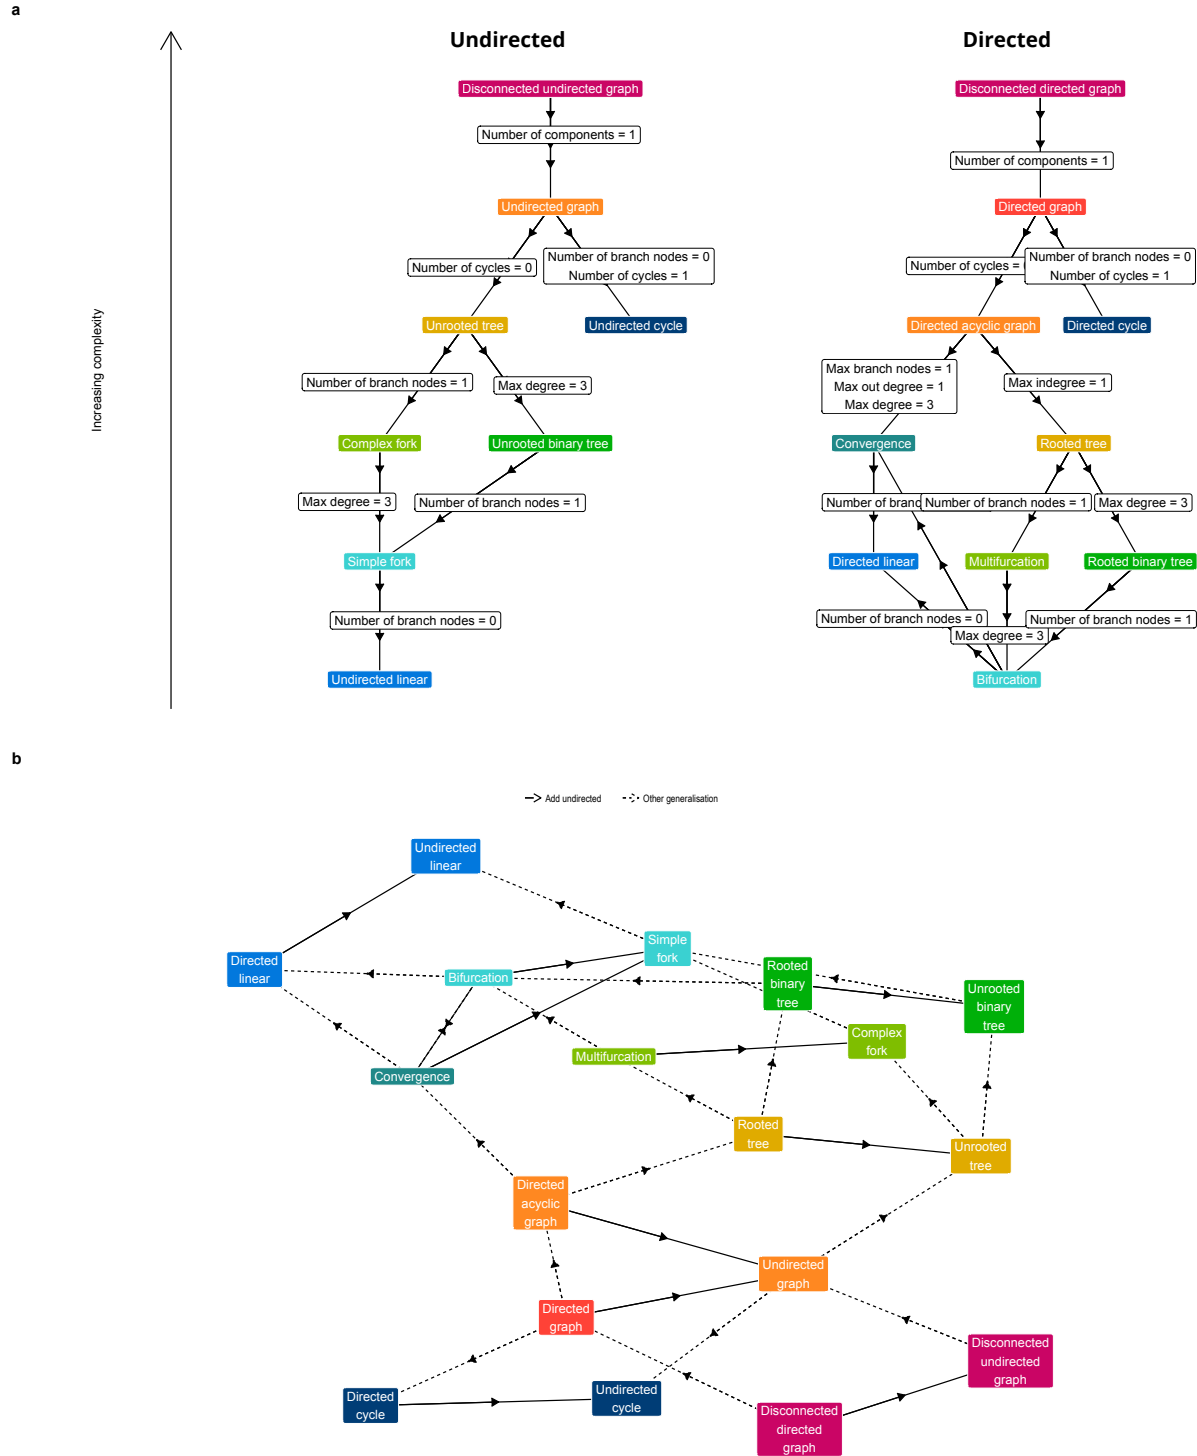 a
Undirected
Directed
Disconnected undirected graph
Disconnected directed graph
Number of components = 1
Number of components = 1
Undirected graph
Directed graph
Number of cycles = 0
Number of branch nodes = 0
Number of cycles = 1
Number of cycles =
Number of branch nodes = 0
Number of cycles = 1
Increasing complexity
Unrooted tree
Undirected cycle
Directed acyclic graph
Directed cycle
Number of branch nodes = 1
Max degree = 3
Max branch nodes = 1
Max out degree = 1
Max degree = 3
Max indegree = 1
Complex fork
Unrooted binary tree
Convergence
Rooted tree
Max degree = 3
Number of branch nodes = 1
Number of
Number of branch nodes = 1
Max degree = 3
Simple fork
Directed linear
Multifurcation
Rooted binary tree
Number of branch nodes = 0
Number of branch nodes = 0
Max degree = 3
Number of branch nodes = 1
Undirected linear
Bifurcation
b
Add undirected
Other generalisation
Undirected
linear
Simple
fork
Directed
linear
Bifurcation
Rooted
binary
tree
Unrooted
binary
tree
Complex
fork
Multifurcation
Convergence
Rooted
tree
Unrooted
tree
Directed
acyclic
graph
Undirected
graph
Directed
graph
Disconnected
undirected
graph
Directed
cycle
Undirected
cycle
Disconnected
directed
graph